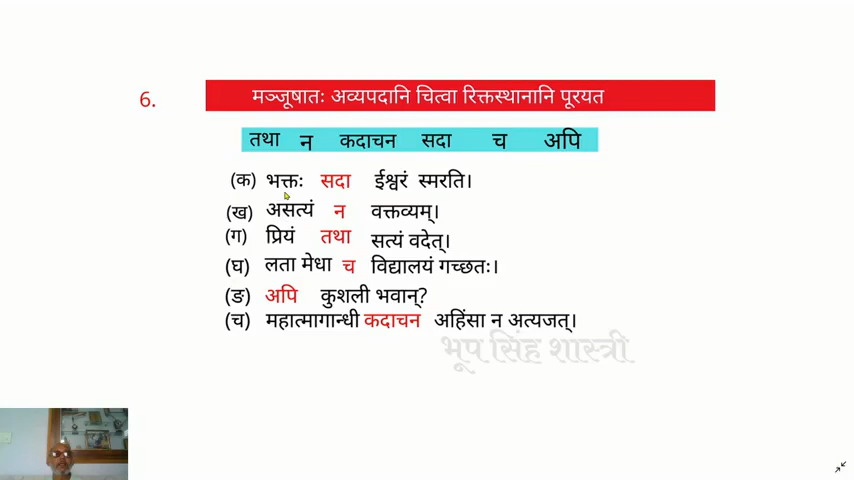 6. मञ्जूषातः अव्यपदानि चित्वा रिक्तस्थानानि पूरयत
तथा न कदाचन सदा च अपि
(क) भक्तः सदा ईश्वरं स्मरति।
(ख) असत्यं न वक्तव्यम्।
(ग) प्रियं तथा सत्यं वदेत्।
(घ) लता मेधा च विद्यालयं गच्छतः।
(ङ) अपि कुशली भवान्?
(च) महात्मागान्धी कदाचन अहिंसा न अत्यजत्।
भूप सिंह शास्त्री